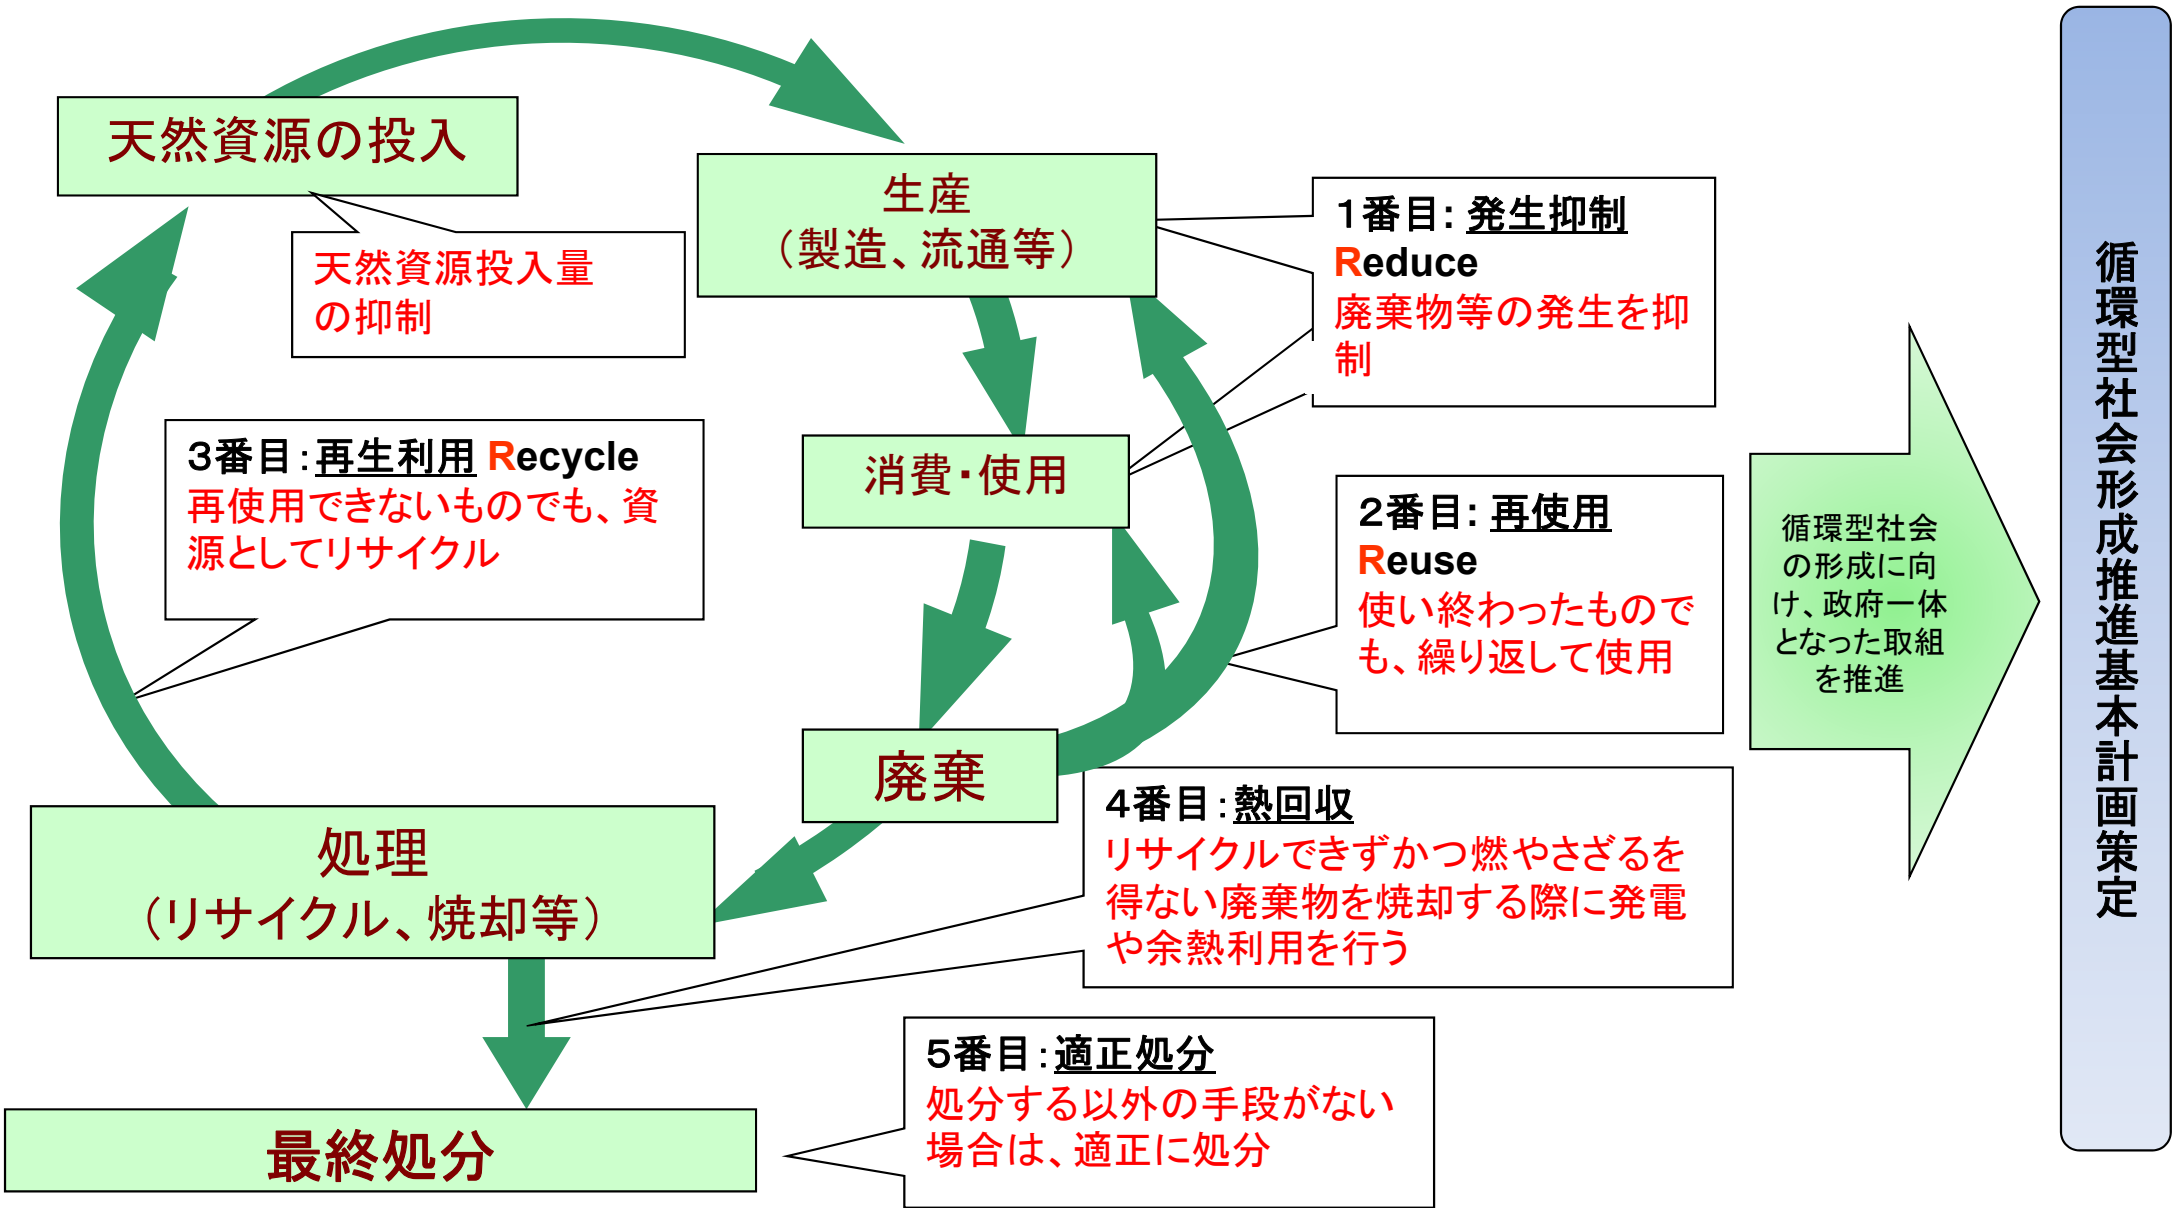 天然資源の投入
天然資源投入量
の抑制
生産
（製造、流通等）
１番目: 発生抑制
Reduce
廃棄物等の発生を抑
制
消費・使用
３番目：再生利用 Recycle
再使用できないものでも、資
源としてリサイクル
２番目: 再使用
Reuse
使い終わったもので
も、繰り返して使用
廃棄
処理
（リサイクル、焼却等）
４番目：熱回収
リサイクルできずかつ燃やさざるを
得ない廃棄物を焼却する際に発電
や余熱利用を行う
５番目：適正処分
処分する以外の手段がない
場合は、適正に処分
最終処分
循環型社会
の形成に向
け、政府一体
となった取組
を推進
循環型社会形成推進基本計画策定